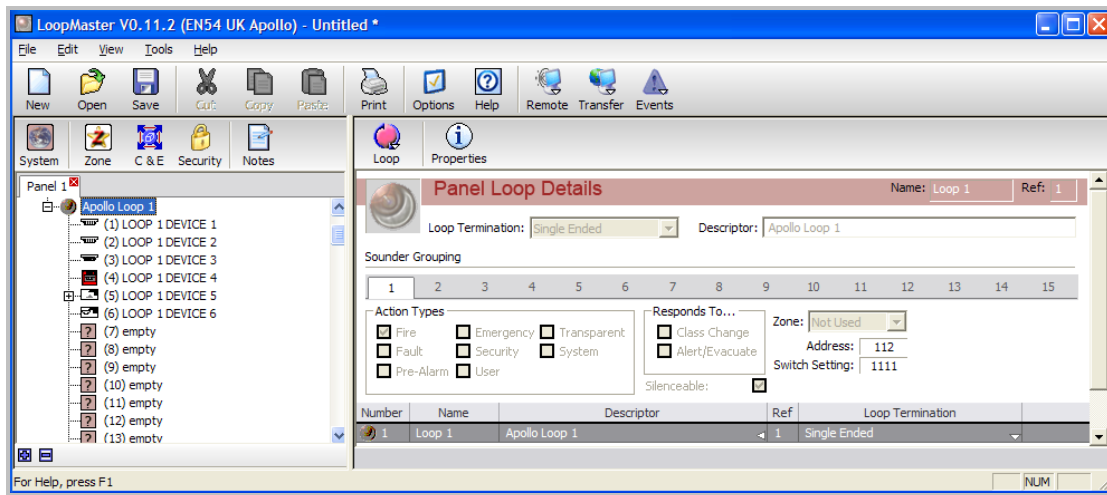 LoopMaster V0.11.2 (EN54 UK Apollo) - Untitled *
File Edit View Tools Help
New Open Save Cut Copy Paste Print Options Help Remote Transfer Events
System Zone C & E Security Notes
Loop Properties
Panel 1
Apollo Loop 1
(1) LOOP 1 DEVICE 1
(2) LOOP 1 DEVICE 2
(3) LOOP 1 DEVICE 3
(4) LOOP 1 DEVICE 4
(5) LOOP 1 DEVICE 5
(6) LOOP 1 DEVICE 6
? (7) empty
? (8) empty
? (9) empty
? (10) empty
? (11) empty
? (12) empty
? (13) empty
Panel Loop Details Name: Loop 1 Ref: 1
Loop Termination: Single Ended Descriptor: Apollo Loop 1
Sounder Grouping
1 2 3 4 5 6 7 8 9 10 11 12 13 14 15
Action Types
Fire Emergency Transparent
Fault Security System
Pre-Alarm User
Responds To...
Class Change
Alert/Evacuate
Silenceable:
Zone: Not Used
Address: 112
Switch Setting: 1111
Number Name Descriptor Ref Loop Termination
1 Loop 1 Apollo Loop 1 1 Single Ended
For Help, press F1 NUM